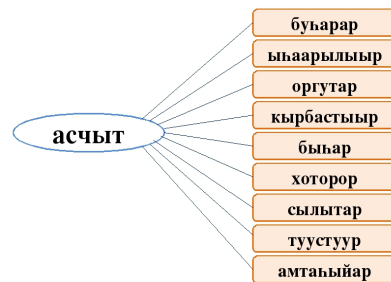 асчыт
буһарар
ыһаарылыыр
оргутар
кырбастыыр
быһар
хоторор
сылытар
туустуур
амтаһыйар